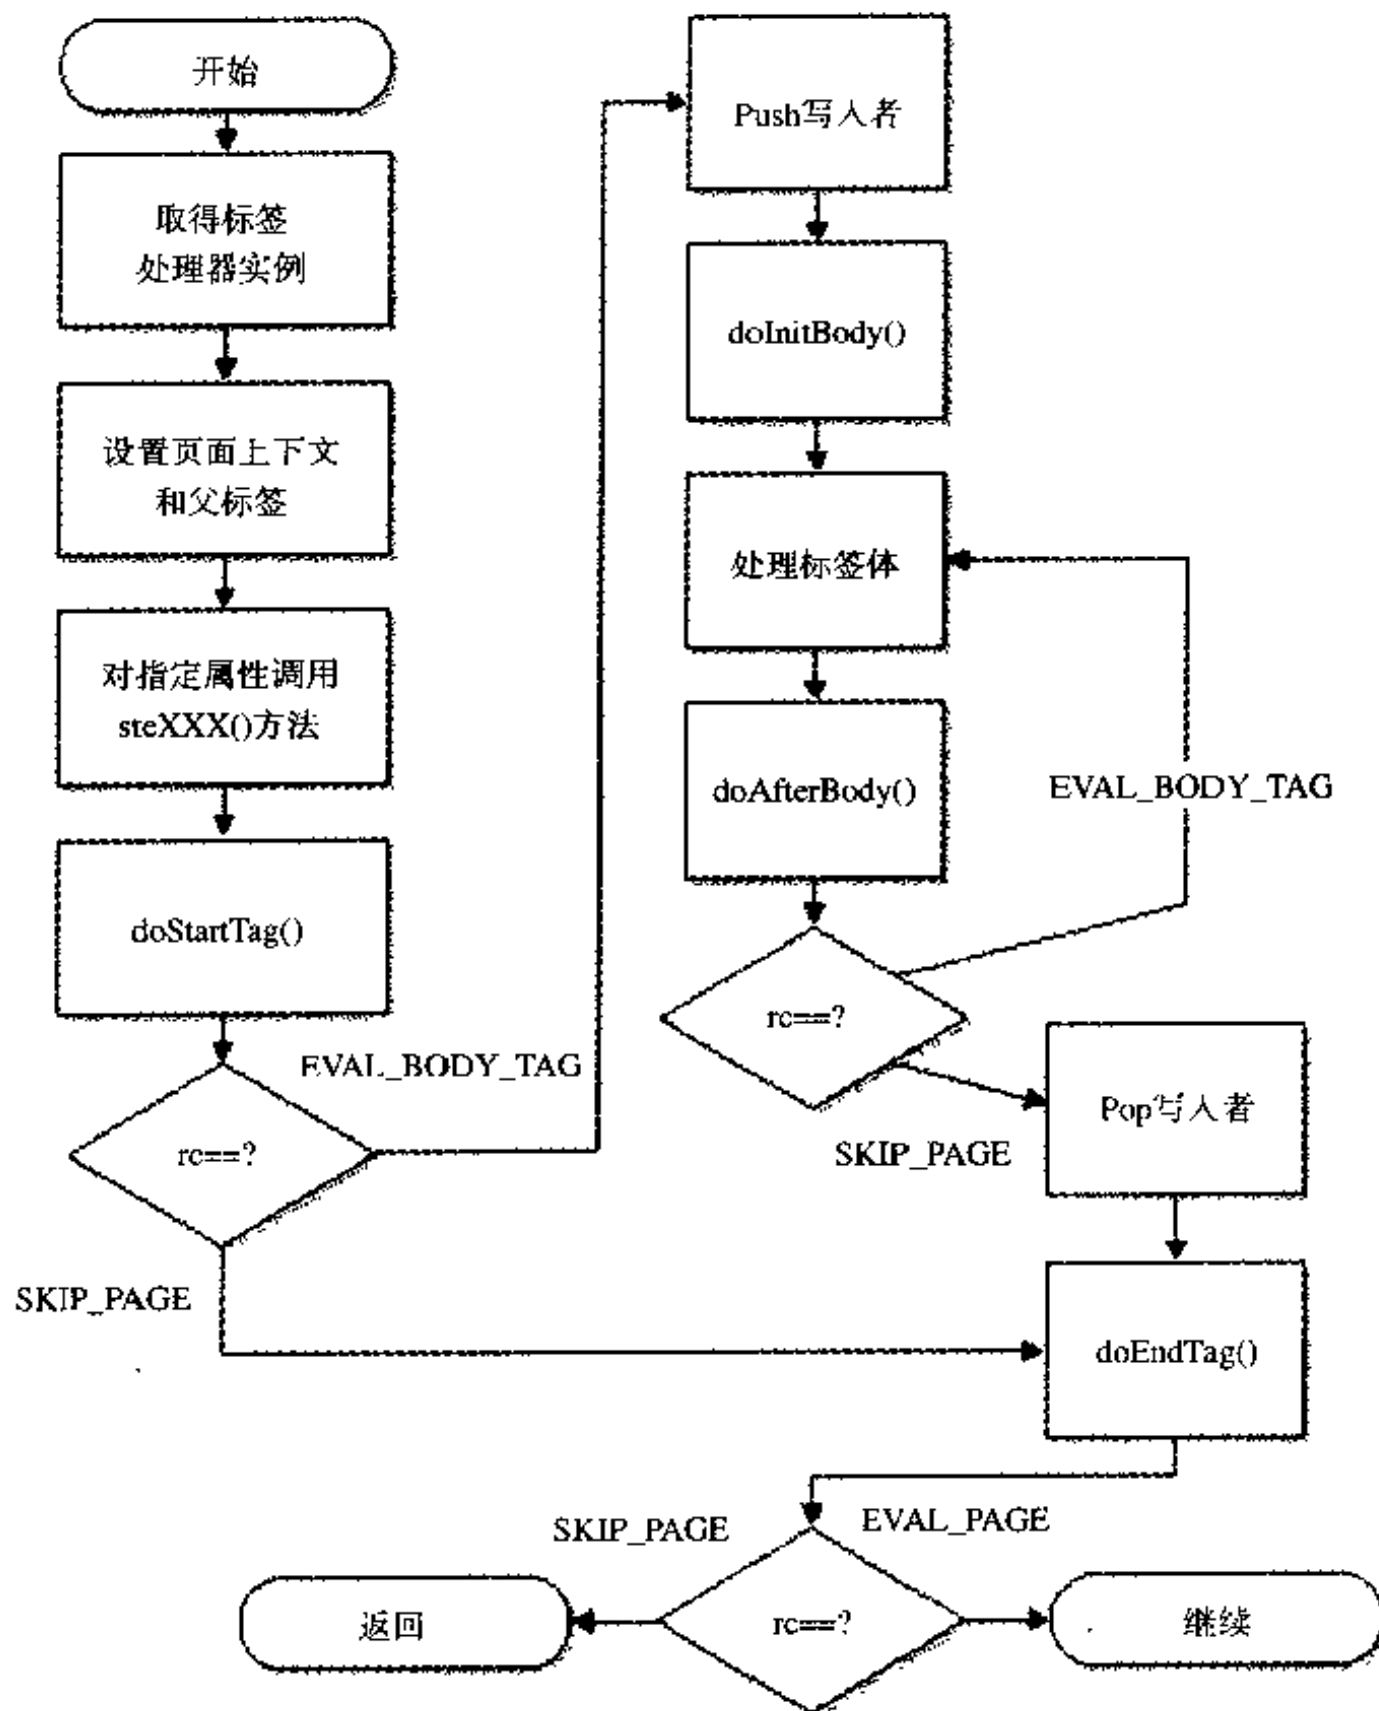 开始
取得标签
处理器实例
设置页面上下文
和父标签
对指定属性调用
steXXX()方法
doStartTag()
rc==?
EVAL_BODY_TAG
SKIP_PAGE
Push写入者
doInitBody()
处理标签体
doAfterBody()
EVAL_BODY_TAG
rc==?
SKIP_PAGE
Pop写入者
doEndTag()
SKIP_PAGE
EVAL_PAGE
rc==?
返回
继续